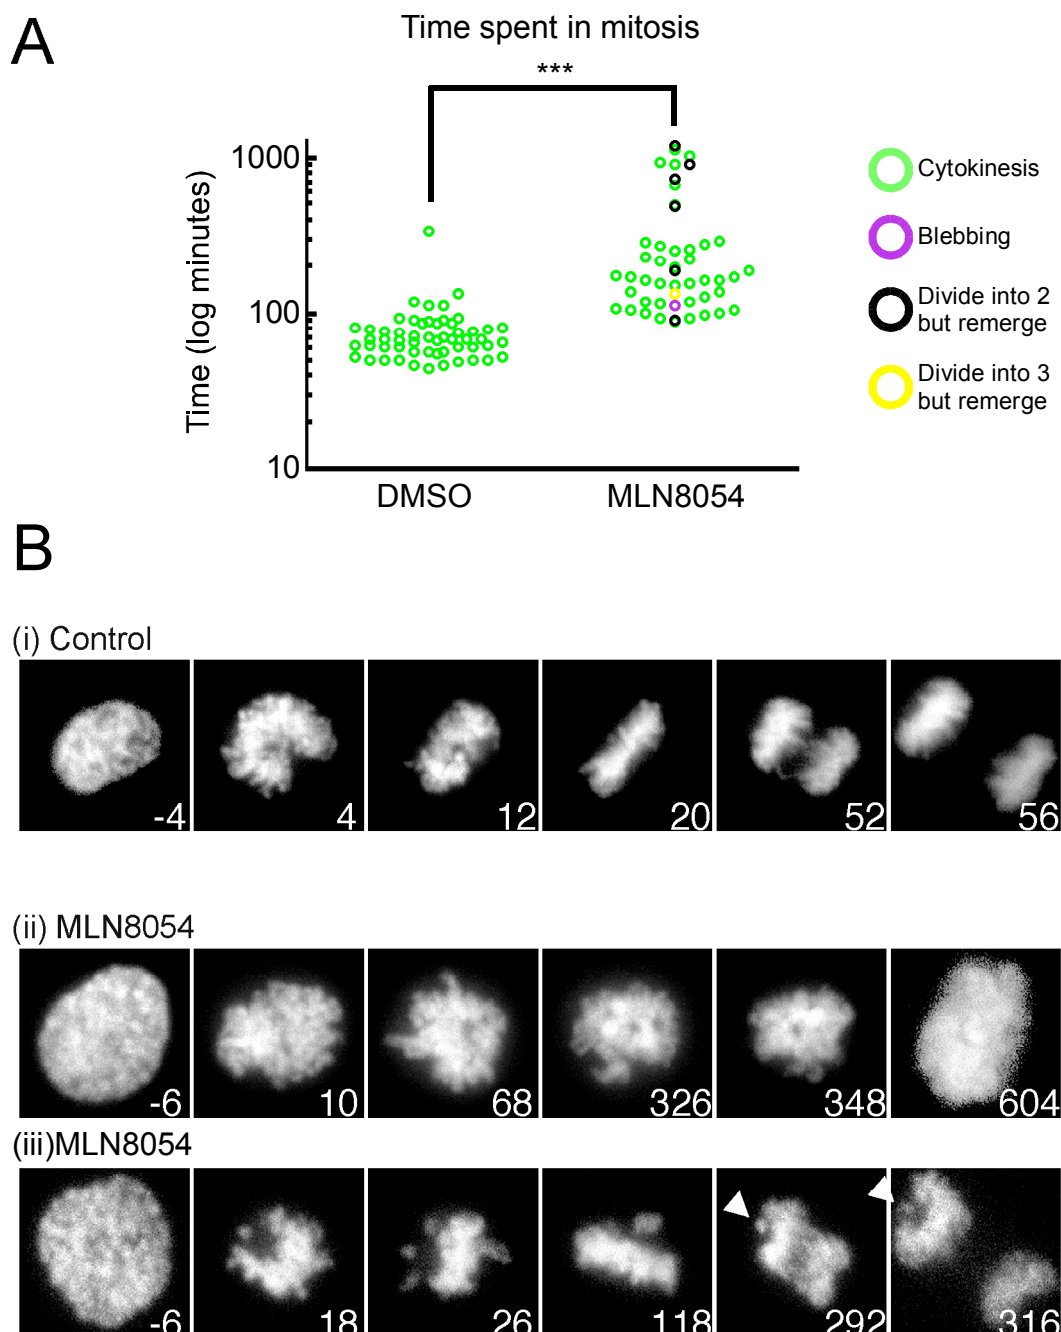 A
Time spent in mitosis
***
1000
100
10
Time (log minutes)
DMSO
MLN8054
Cytokinesis
Blebbing
Divide into 2
but remerge
Divide into 3
but remerge
B
(i) Control
-4
4
12
20
52
56
(ii) MLN8054
-6
10
68
326
348
604
(iii)MLN8054
-6
18
26
118
292
316